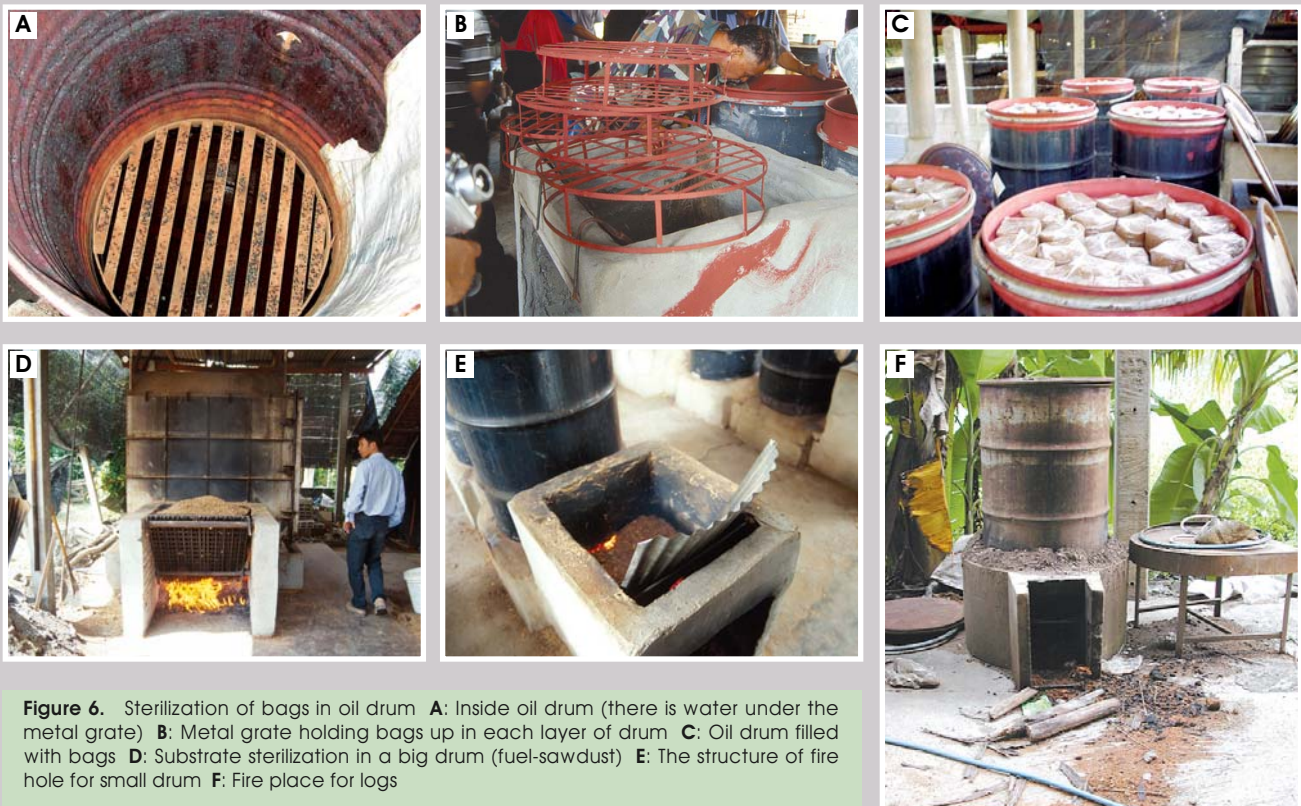 A
B
C
D
E
F
Figure 6. Sterilization of bags in oil drum A: Inside oil drum (there is water under the
metal grate) B: Metal grate holding bags up in each layer of drum C: Oil drum filled
with bags D: Substrate sterilization in a big drum (fuel-sawdust) E: The structure of fire
hole for small drum F: Fire place for logs